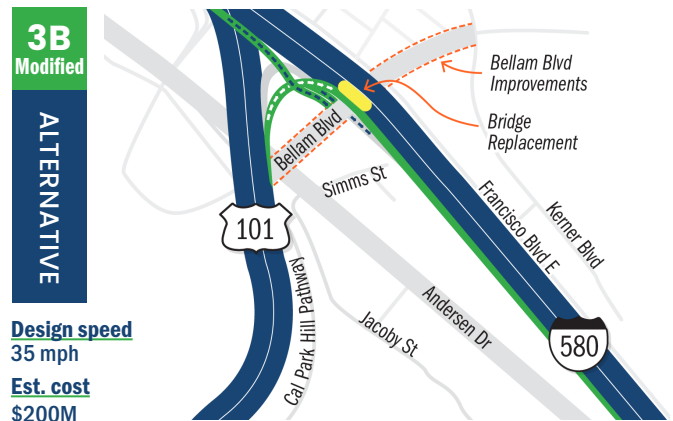 3B
Modified
ALTERNATIVE
Design speed
35 mph
Est. cost
$200M
Bellam Blvd
Improvements
Bridge
Replacement
Bellam Blvd
Simms St
101
Cal Park Hill Pathway
Jacoby St
Andersen Dr
Francisco Blvd E
Kerner Blvd
580